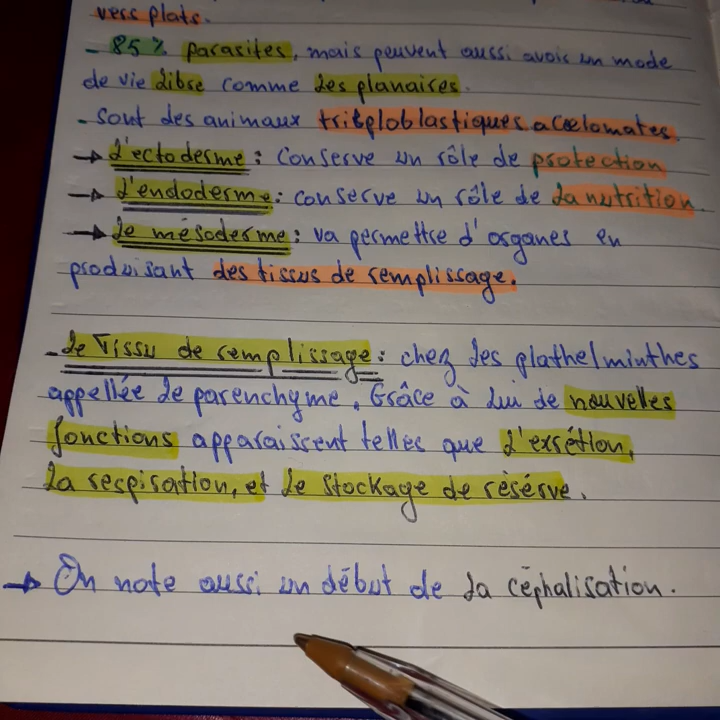 vers plats.
- 85% parasites, mais peuvent aussi avoir un mode
de vie libre comme les planaires.
- Sont des animaux tribploblastiques acœlomates.
→ l'ectoderme : conserve un rôle de protection
→ l'endoderme : conserve un rôle de la nutrition
→ le mésoderme : va permettre d'organes en
produisant des tissus de remplissage.
- le Tissu de remplissage : chez les plathelminthes
appellée le parenchyme. Grâce à lui de nouvelles
fonctions apparaissent telles que l'exrétion,
la respiration, et le stockage de résérve.
→ On note aussi un début de la céphalisation.